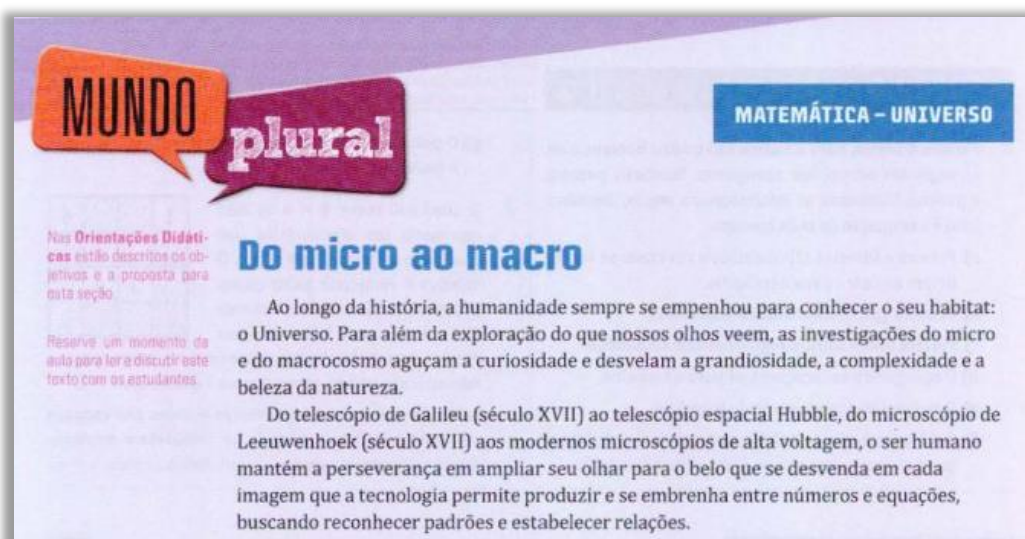 MUNDO
plural
MATEMÁTICA – UNIVERSO
Nas Orientações Didáti-
cas estão descritos os ob-
jetivos e a proposta para
esta seção.
Reserve um momento da
aula para ler e discutir este
texto com os estudantes.
Do micro ao macro
Ao longo da história, a humanidade sempre se empenhou para conhecer o seu habitat:
o Universo. Para além da exploração do que nossos olhos veem, as investigações do micro
e do macrocosmo aguçam a curiosidade e desvelam a grandiosidade, a complexidade e a
beleza da natureza.
Do telescópio de Galileu (século XVII) ao telescópio espacial Hubble, do microscópio de
Leeuwenhoek (século XVII) aos modernos microscópios de alta voltagem, o ser humano
mantém a perseverança em ampliar seu olhar para o belo que se desvenda em cada
imagem que a tecnologia permite produzir e se embrenha entre números e equações,
buscando reconhecer padrões e estabelecer relações.